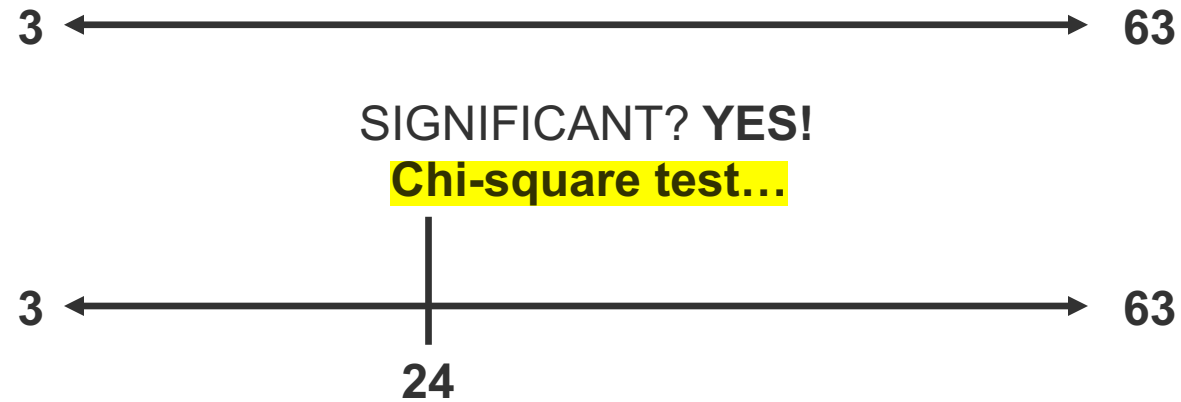 3 63
SIGNIFICANT? YES!
Chi-square test…
3 63
24